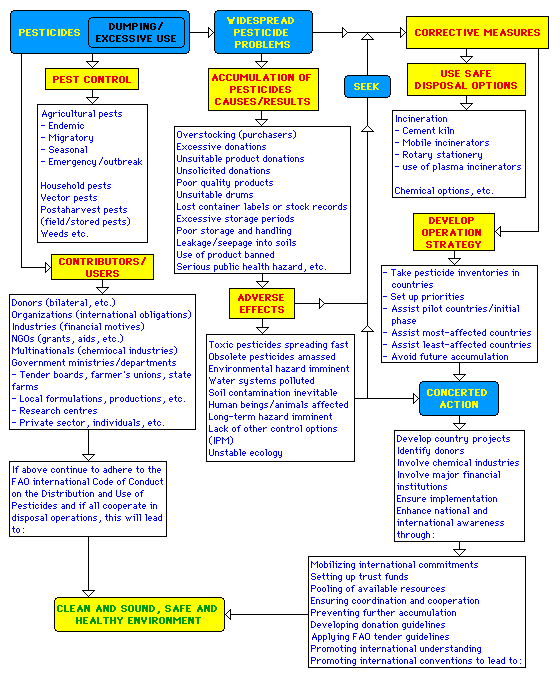 PESTICIDES
DUMPING/
EXCESSIVE USE
WIDESPREAD
PESTICIDE
PROBLEMS
CORRECTIVE MEASURES
PEST CONTROL
Agricultural pests
- Endemic
- Migratory
- Seasonal
- Emergency/outbreak
Household pests
Vector pests
Postaharvest pests
(field/stored pests)
Weeds etc.
ACCUMULATION OF
PESTICIDES
CAUSES/RESULTS
Overstocking (purchasers)
Excessive donations
Unsuitable product donations
Unsolicited donations
Poor quality products
Unsuitable drums
Lost container labels or stock records
Excessive storage periods
Poor storage and handling
Leakage/seepage into soils
Use of product banned
Serious public health hazard, etc.
SEEK
USE SAFE
DISPOSAL OPTIONS
Incineration
- Cement kiln
- Mobile incinerators
- Rotary stationery
- use of plasma incinerators
Chemical options, etc.
DEVELOP
OPERATION
STRATEGY
- Take pesticide inventories in
countries
- Set up priorities
- Assist pilot countries/initial
phase
- Assist most-affected countries
- Assist least-affected countries
- Avoid future accumulation
CONTRIBUTORS/
USERS
Donors (bilateral, etc.)
Organizations (international obligations)
Industries (financial motives)
NGOs (grants, aids, etc.)
Multinationals (chemiocal industries)
Government ministries/departments
- Tender boards, farmer's unions, state
farms
- Local formulations, productions, etc.
- Research centres
- Private sector, individuals, etc.
ADVERSE
EFFECTS
Toxic pesticides spreading fast
Obsolete pesticides amassed
Environmental hazard imminent
Water systems polluted
Soil contamination inevitable
Human beings/animals affected
Long-term hazard imminent
Lack of other control options
(IPM)
Unstable ecology
CONCERTED
ACTION
Develop country projects
Identify donors
Involve chemical industries
Involve major financial
institutions
Ensure implementation
Enhance national and
international awareness
through:
If above continue to adhere to the
FAO international Code of Conduct
on the Distribution and Use of
Pesticides and if all cooperate in
disposal operations, this will lead
to:
Mobilizing international commitments
Setting up trust funds
Pooling of available resources
Ensuring coordination and cooperation
Preventing further accumulation
Developing donation guidelines
Applying FAO tender guidelines
Promoting international understanding
Promoting international conventions to lead to:
CLEAN AND SOUND, SAFE AND
HEALTHY ENVIRONMENT